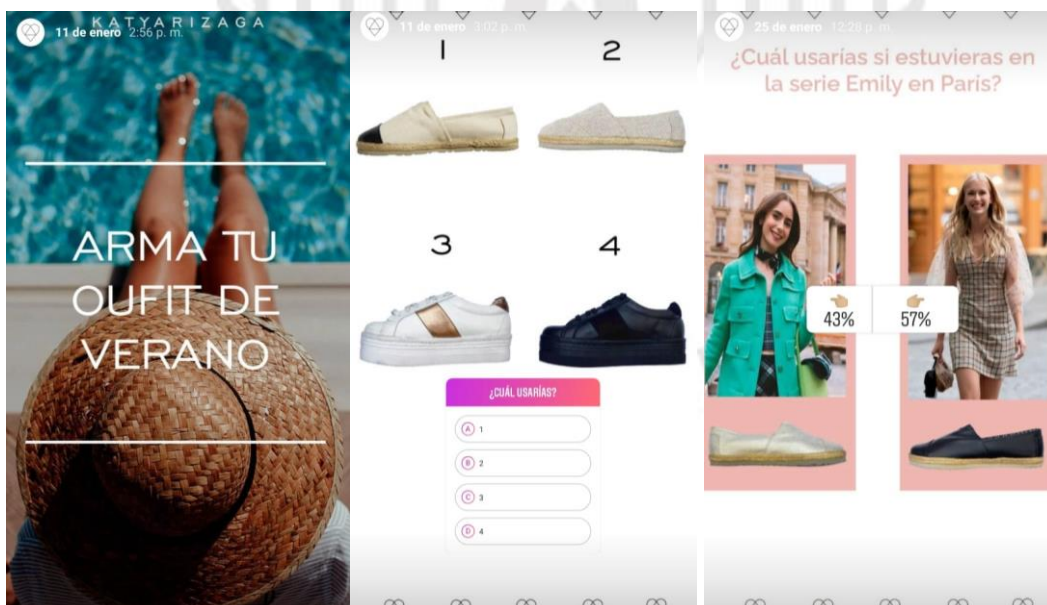 KATYARIZAGA
11 de enero 2:56 p. m.
ARMA TU
OUFIT DE
VERANO
11 de enero 3:02 p. m.
1
2
3
4
¿CUÁL USARÍAS?
A 1
B 2
C 3
D 4
25 de enero 12:28 p. m.
¿Cuál usarías si estuvieras en
la serie Emily en París?
43%
57%